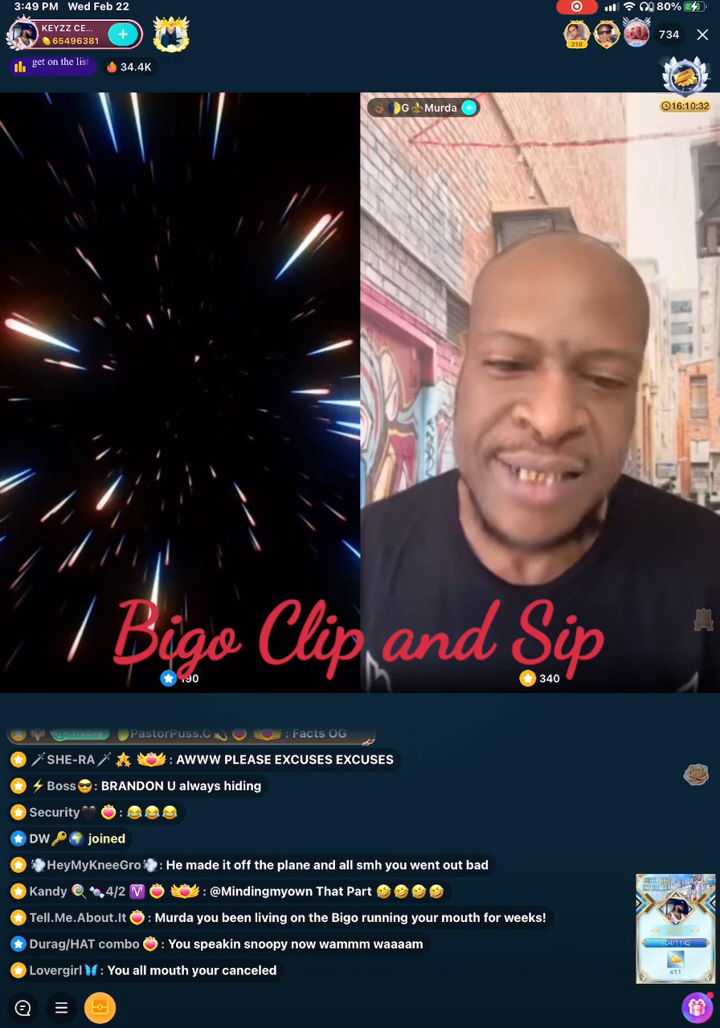 3:49 PM Wed Feb 22
80%
KEYZZ CE...
65496381
218
734
get on the list
34.4K
G Murda
16:10:32
Bigo Clip and Sip
190
340
PastorPuss.C : Facts OG
SHE-RA : AWWW PLEASE EXCUSES EXCUSES
Boss : BRANDON U always hiding
Security : 😂😂😂
DW joined
HeyMyKneeGro : He made it off the plane and all smh you went out bad
Kandy 4/2 : @Mindingmyown That Part 🤣🤣🤣🤣
Tell.Me.About.It : Murda you been living on the Bigo running your mouth for weeks!
Durag/HAT combo : You speakin snoopy now wammm waaaam
Lovergirl : You all mouth your canceled
x11